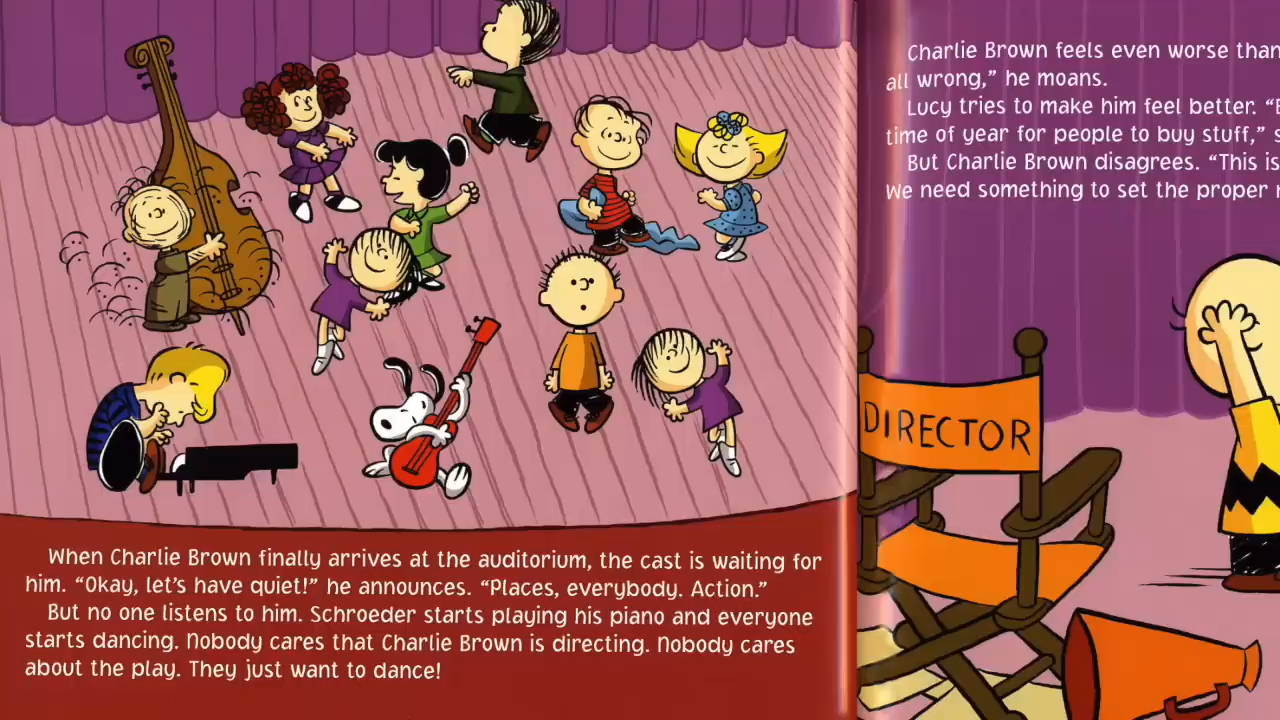 When Charlie Brown finally arrives at the auditorium, the cast is waiting for
him. “Okay, let’s have quiet!” he announces. “Places, everybody. Action.”
But no one listens to him. Schroeder starts playing his piano and everyone
starts dancing. Nobody cares that Charlie Brown is directing. Nobody cares
about the play. They just want to dance!
Charlie Brown feels even worse than
all wrong,” he moans.
Lucy tries to make him feel better. “
time of year for people to buy stuff,”
But Charlie Brown disagrees. “This is
We need something to set the proper
DIRECTOR